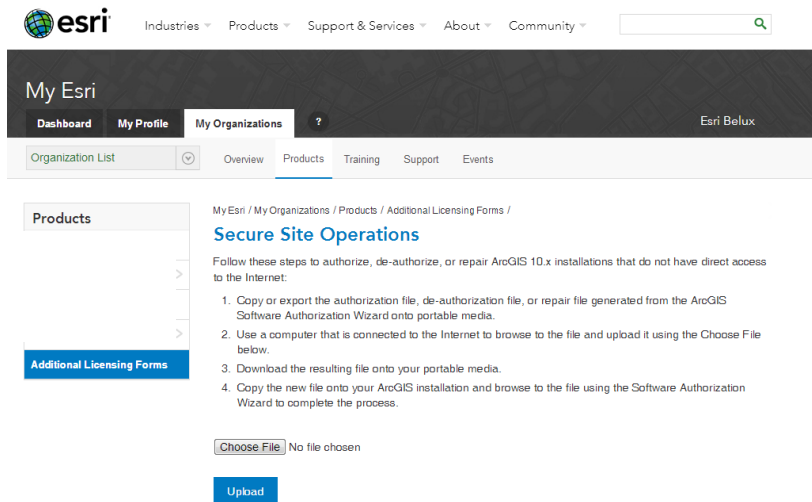 esri
Industries Products Support & Services About Community
My Esri
Dashboard My Profile My Organizations ? Esri Belux
Organization List Overview Products Training Support Events
Products
My Esri / My Organizations / Products / Additional Licensing Forms /
Secure Site Operations
Follow these steps to authorize, de-authorize, or repair ArcGIS 10.x installations that do not have direct access
to the Internet:
1. Copy or export the authorization file, de-authorization file, or repair file generated from the ArcGIS
Software Authorization Wizard onto portable media.
2. Use a computer that is connected to the Internet to browse to the file and upload it using the Choose File
below.
Additional Licensing Forms
3. Download the resulting file onto your portable media.
4. Copy the new file onto your ArcGIS installation and browse to the file using the Software Authorization
Wizard to complete the process.
Choose File No file chosen
Upload